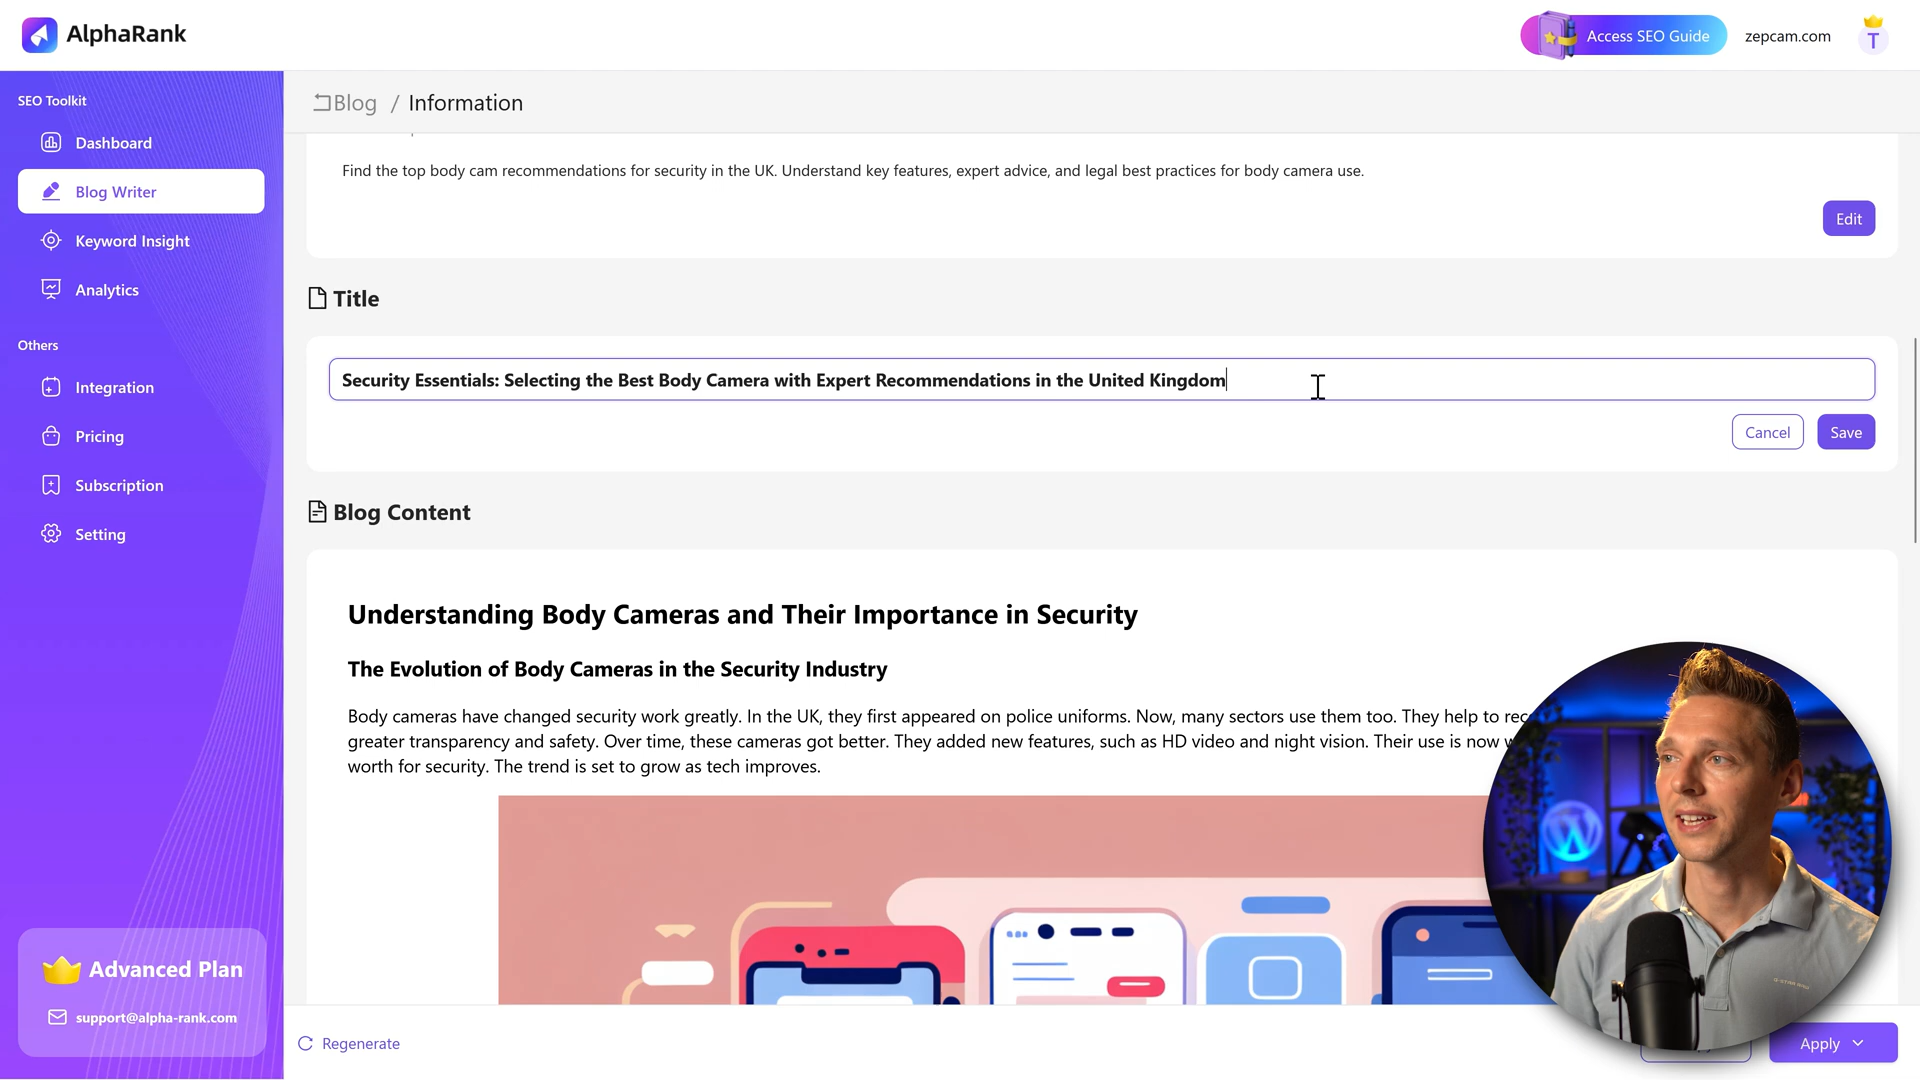 AlphaRank
Access SEO Guide
zepcam.com
T
SEO Toolkit
Dashboard
Blog Writer
Keyword Insight
Analytics
Others
Integration
Pricing
Subscription
Setting
Advanced Plan
support@alpha-rank.com
Blog / Information
Find the top body cam recommendations for security in the UK. Understand key features, expert advice, and legal best practices for body camera use.
Edit
Title
Security Essentials: Selecting the Best Body Camera with Expert Recommendations in the United Kingdom
Cancel
Save
Blog Content
Understanding Body Cameras and Their Importance in Security
The Evolution of Body Cameras in the Security Industry
Body cameras have changed security work greatly. In the UK, they first appeared on police uniforms. Now, many sectors use them too. They help to
greater transparency and safety. Over time, these cameras got better. They added new features, such as HD video and night vision. Their use is now
worth for security. The trend is set to grow as tech improves.
Regenerate
Apply